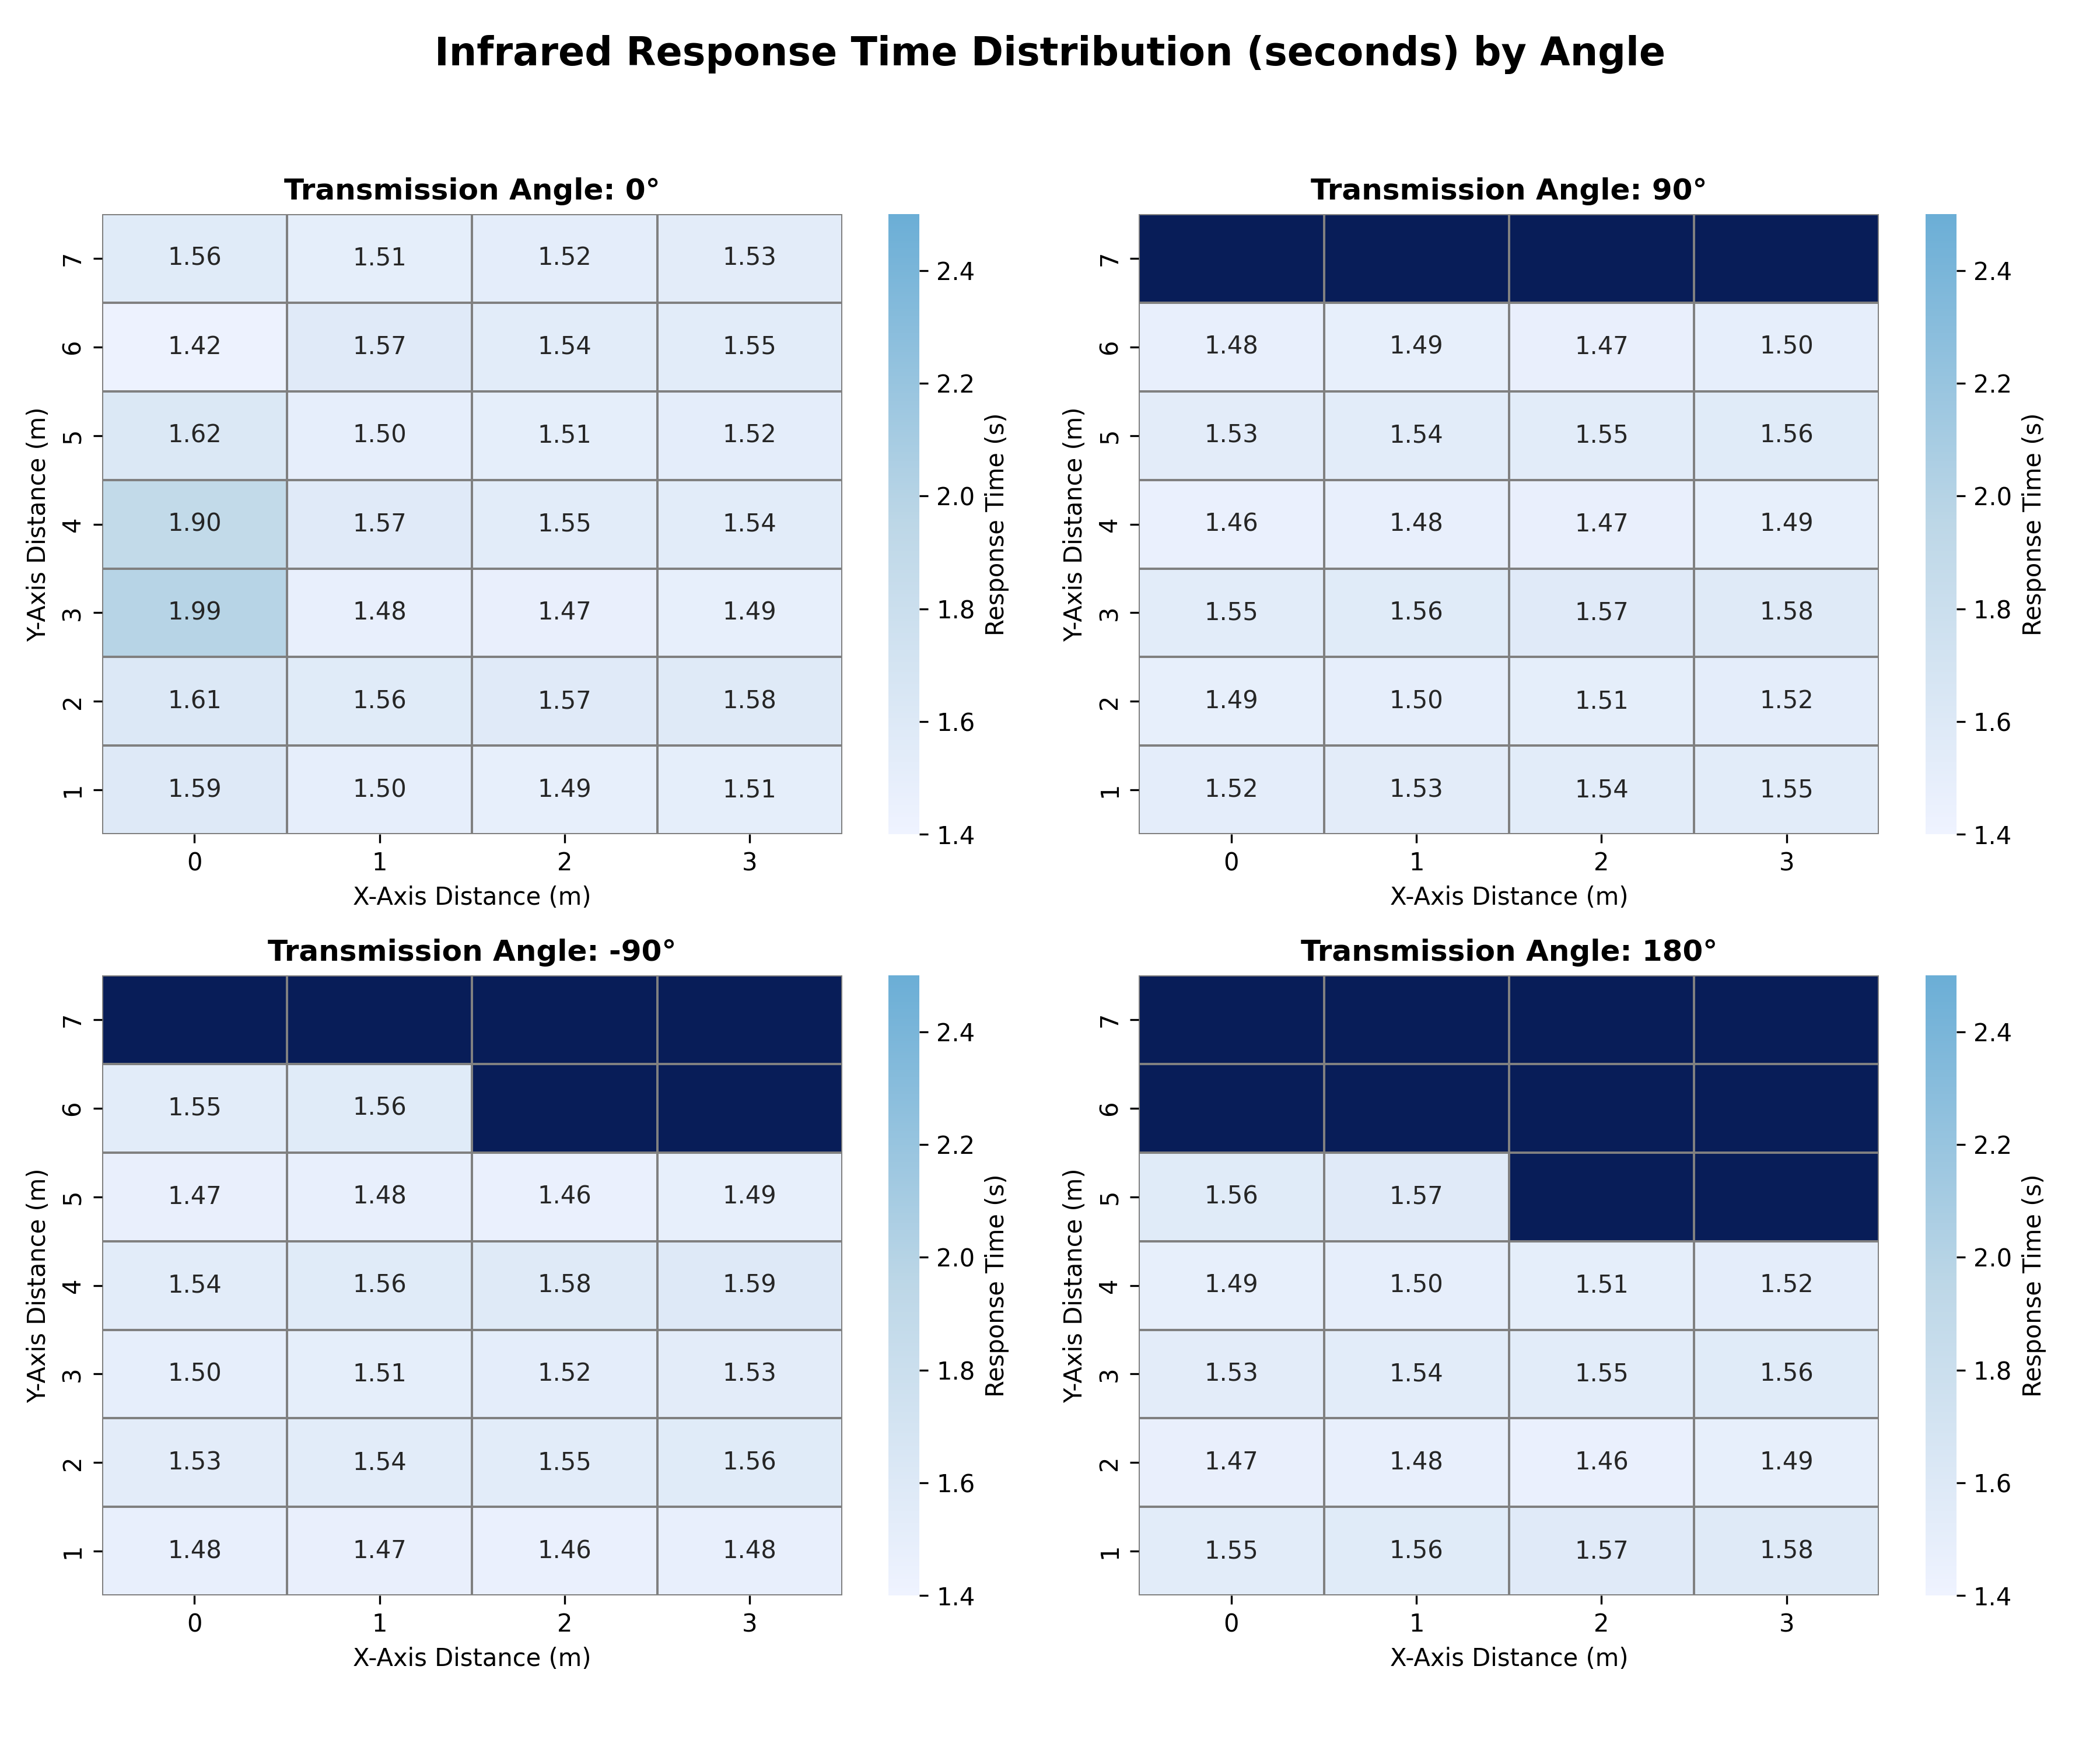 Infrared Response Time Distribution (seconds) by Angle
Transmission Angle: 0°
7 1.56 1.51 1.52 1.53
6 1.42 1.57 1.54 1.55
5 1.62 1.50 1.51 1.52
4 1.90 1.57 1.55 1.54
3 1.99 1.48 1.47 1.49
2 1.61 1.56 1.57 1.58
1 1.59 1.50 1.49 1.51
0 1 2 3
X-Axis Distance (m)
Y-Axis Distance (m)
2.4
2.2
2.0
1.8
1.6
1.4
Response Time (s)
Transmission Angle: 90°
7
6 1.48 1.49 1.47 1.50
5 1.53 1.54 1.55 1.56
4 1.46 1.48 1.47 1.49
3 1.55 1.56 1.57 1.58
2 1.49 1.50 1.51 1.52
1 1.52 1.53 1.54 1.55
0 1 2 3
X-Axis Distance (m)
Y-Axis Distance (m)
2.4
2.2
2.0
1.8
1.6
1.4
Response Time (s)
Transmission Angle: -90°
7
6 1.55 1.56
5 1.47 1.48 1.46 1.49
4 1.54 1.56 1.58 1.59
3 1.50 1.51 1.52 1.53
2 1.53 1.54 1.55 1.56
1 1.48 1.47 1.46 1.48
0 1 2 3
X-Axis Distance (m)
Y-Axis Distance (m)
2.4
2.2
2.0
1.8
1.6
1.4
Response Time (s)
Transmission Angle: 180°
7
6
5 1.56 1.57
4 1.49 1.50 1.51 1.52
3 1.53 1.54 1.55 1.56
2 1.47 1.48 1.46 1.49
1 1.55 1.56 1.57 1.58
0 1 2 3
X-Axis Distance (m)
Y-Axis Distance (m)
2.4
2.2
2.0
1.8
1.6
1.4
Response Time (s)